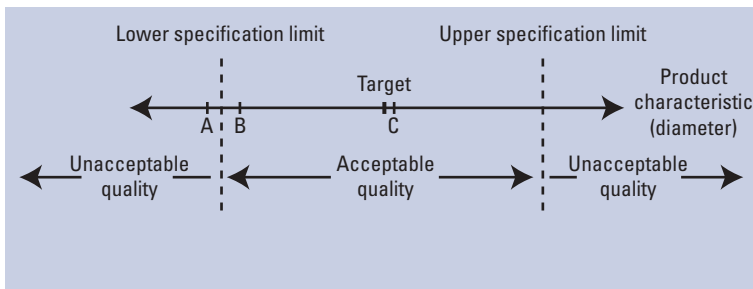 Lower specification limit
Upper specification limit
Target
Product
characteristic
(diameter)
A
B
C
Unacceptable
quality
Acceptable
quality
Unacceptable
quality